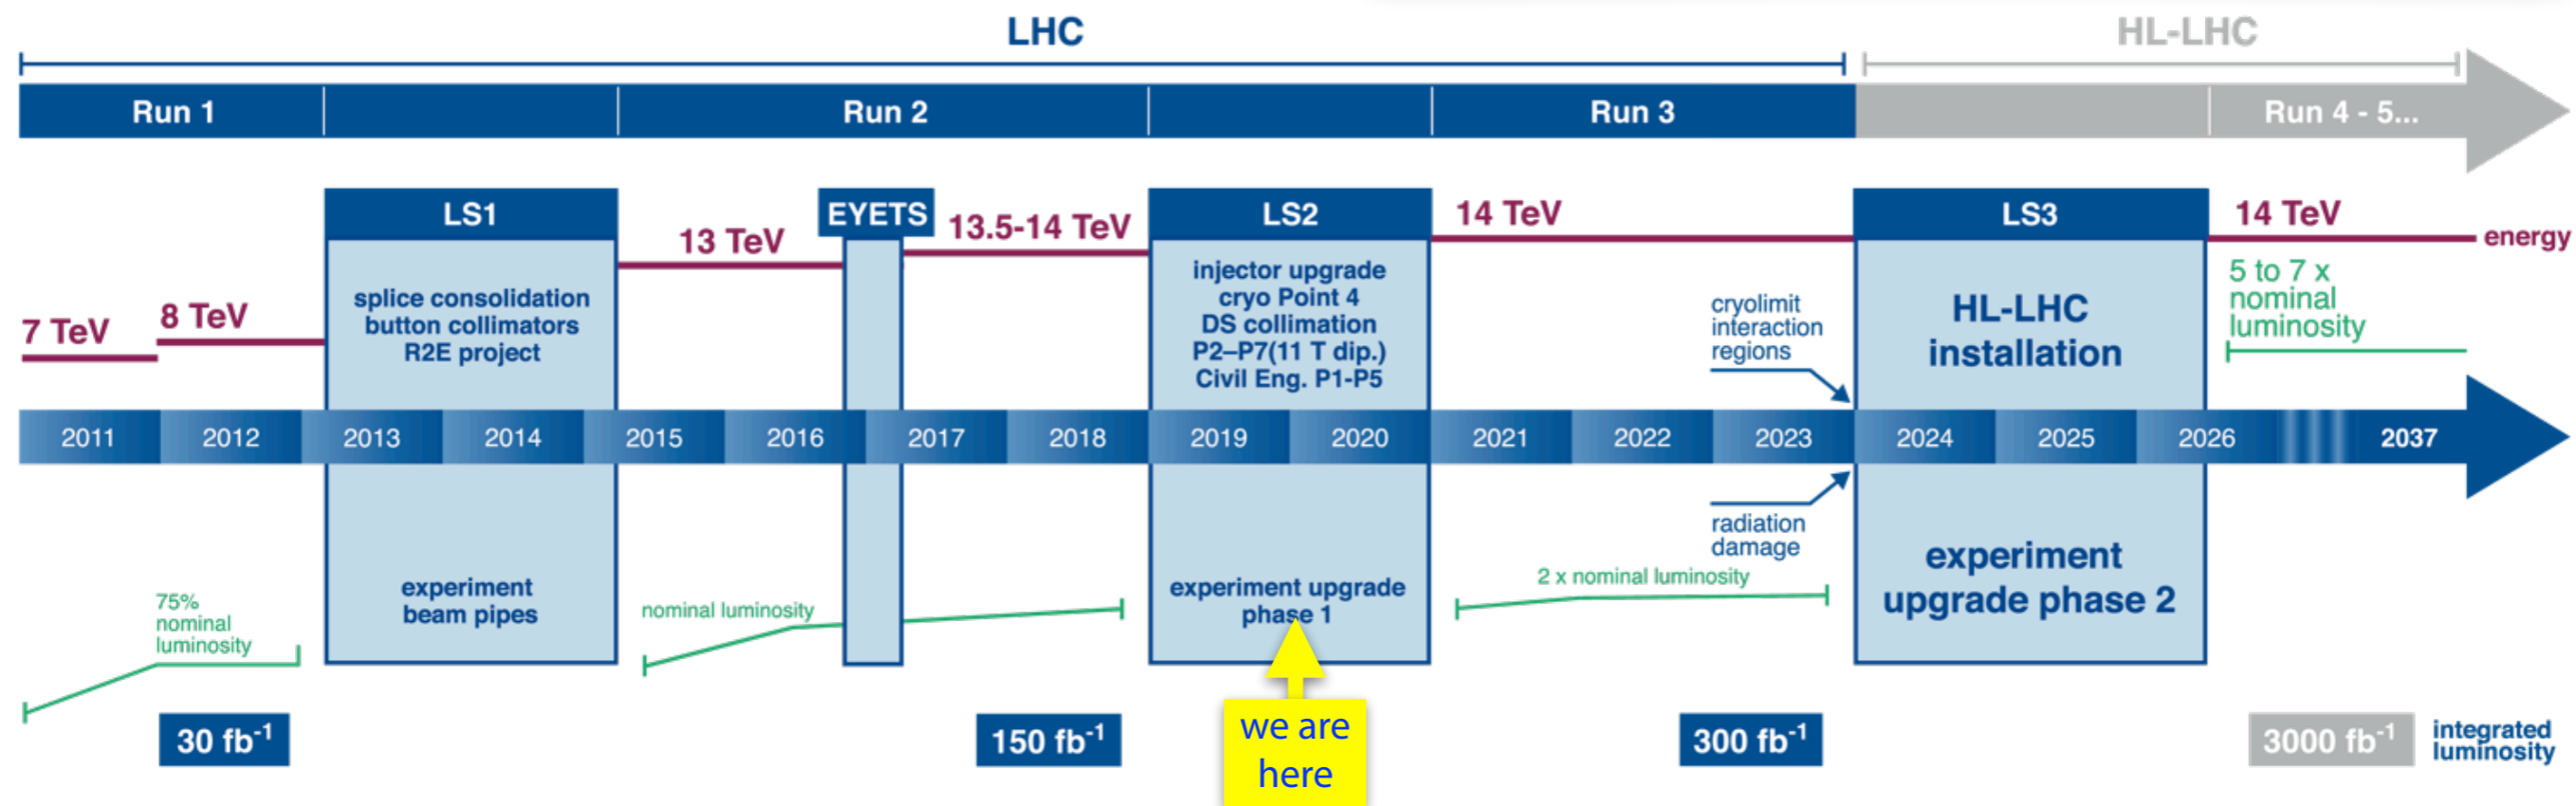 LHC
HL-LHC
Run 1
Run 2
Run 3
Run 4 - 5...
LS1
EYETS
LS2
LS3
7 TeV
8 TeV
13 TeV
13.5-14 TeV
14 TeV
14 TeV
energy
splice consolidation
button collimators
R2E project
injector upgrade
cryo Point 4
DS collimation
P2–P7(11 T dip.)
Civil Eng. P1-P5
cryolimit
interaction
regions
HL-LHC
installation
5 to 7 x
nominal
luminosity
2011
2012
2013
2014
2015
2016
2017
2018
2019
2020
2021
2022
2023
2024
2025
2026
2037
radiation
damage
75%
nominal
luminosity
experiment
beam pipes
nominal luminosity
experiment upgrade
phase 1
2 x nominal luminosity
experiment
upgrade phase 2
30 fb⁻¹
150 fb⁻¹
we are
here
300 fb⁻¹
3000 fb⁻¹
integrated
luminosity